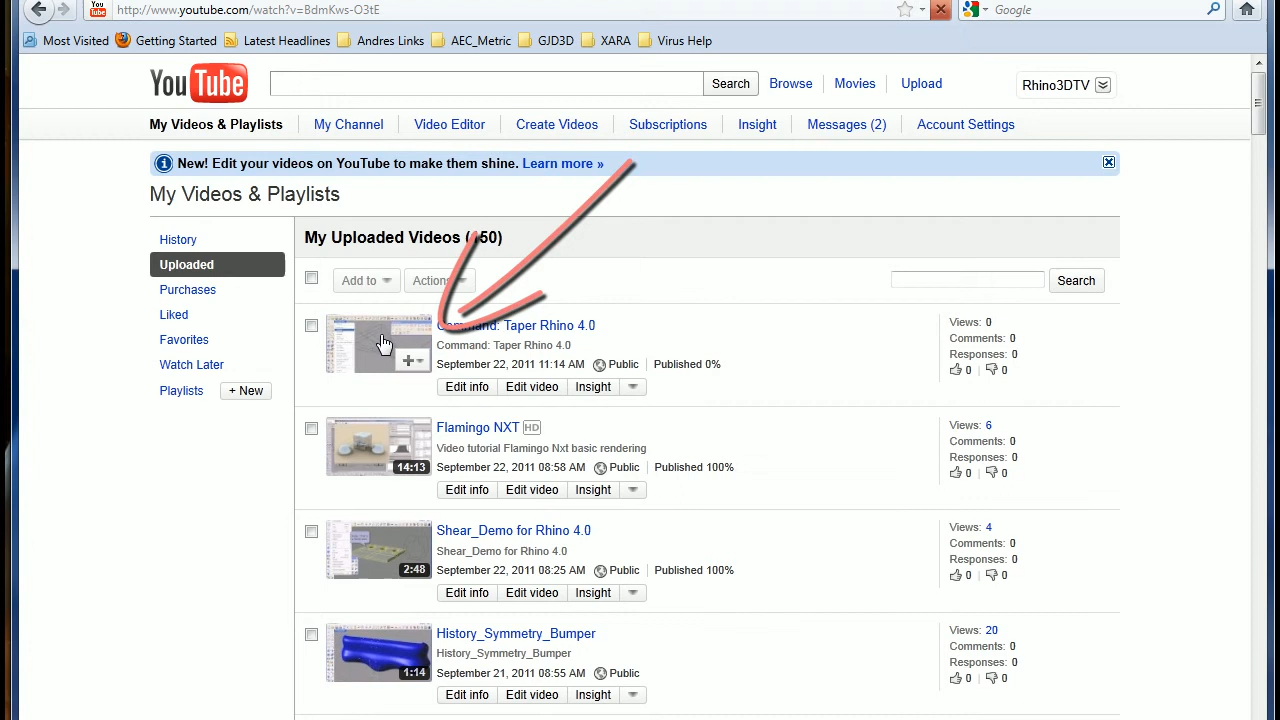 http://www.youtube.com/watch?v=BdmKws-O3tE
Google
Most Visited Getting Started Latest Headlines Andres Links AEC_Metric GJD3D XARA Virus Help
YouTube Search Browse Movies Upload Rhino3DTV
My Videos & Playlists My Channel Video Editor Create Videos Subscriptions Insight Messages (2) Account Settings
New! Edit your videos on YouTube to make them shine. Learn more »
My Videos & Playlists
History
Uploaded
Purchases
Liked
Favorites
Watch Later
Playlists + New
My Uploaded Videos
Add to Actions Search
Command: Taper Rhino 4.0
Command: Taper Rhino 4.0
September 22, 2011 11:14 AM Public Published 0%
Edit info Edit video Insight
Views: 0
Comments: 0
Responses: 0
0 0
14:13
Flamingo NXT HD
Video tutorial Flamingo Nxt basic rendering
September 22, 2011 08:58 AM Public Published 100%
Edit info Edit video Insight
Views: 6
Comments: 0
Responses: 0
0 0
2:48
Shear_Demo for Rhino 4.0
Shear_Demo for Rhino 4.0
September 22, 2011 08:25 AM Public Published 100%
Edit info Edit video Insight
Views: 4
Comments: 0
Responses: 0
0 0
1:14
History_Symmetry_Bumper
History_Symmetry_Bumper
September 21, 2011 08:55 AM Public
Edit info Edit video Insight
Views: 20
Comments: 0
Responses: 0
0 0